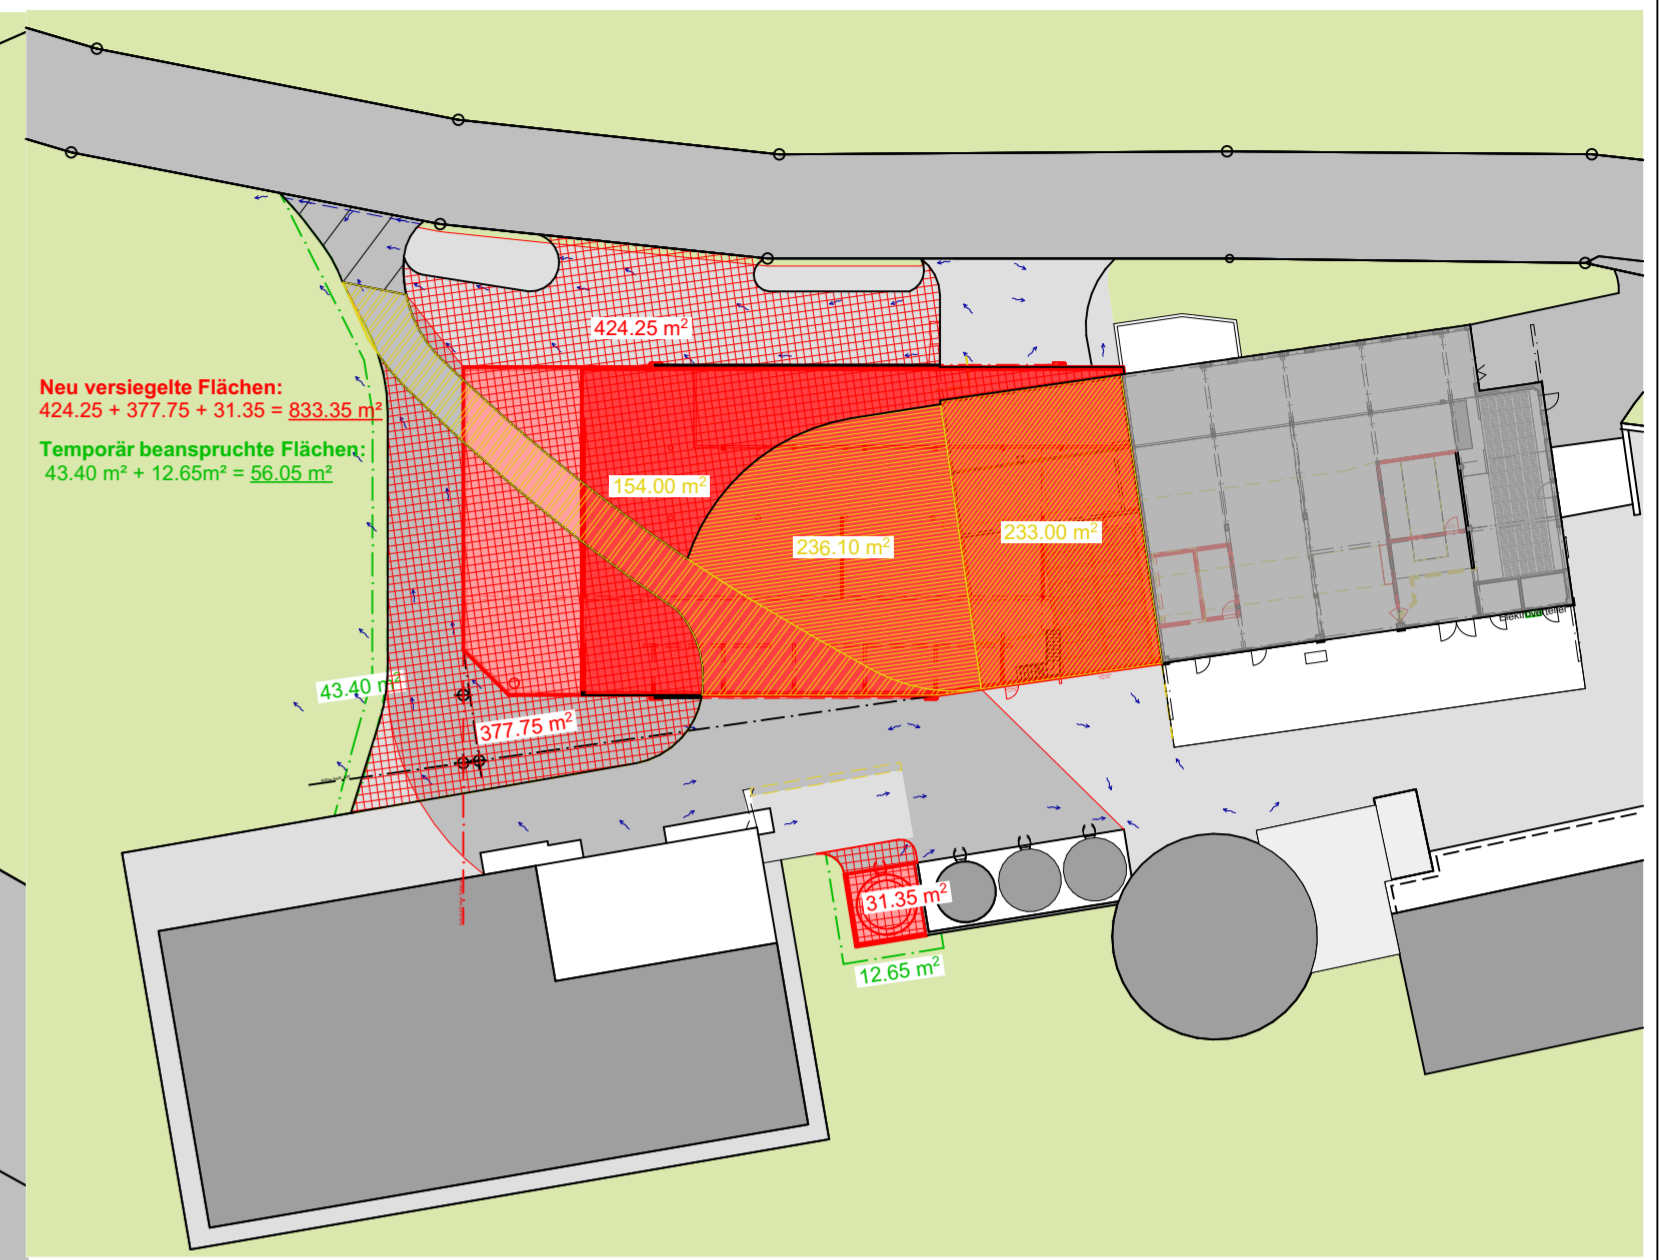 424.25 m²
Neu versiegelte Flächen:
424.25 + 377.75 + 31.35 = 833.35 m²
Temporär beanspruchte Flächen:
43.40 m² + 12.65m² = 56.05 m²
154.00 m²
236.10 m²
233.00 m²
43.40 m²
377.75 m²
31.35 m²
12.65 m²